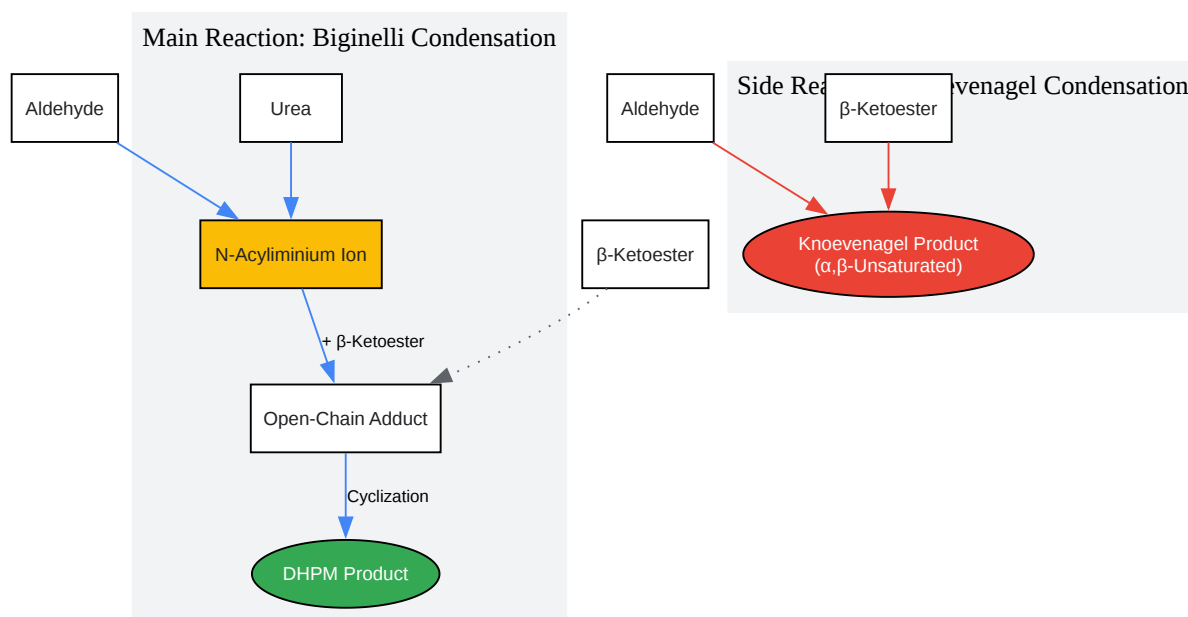 Main Reaction: Biginelli Condensation
Side Rea evenagel Condensation
Aldehyde
Urea
Aldehyde
β-Ketoester
N-Acyliminium Ion
β-Ketoester
Knoevenagel Product
(α,β-Unsaturated)
+ β-Ketoester
Open-Chain Adduct
Cyclization
DHPM Product